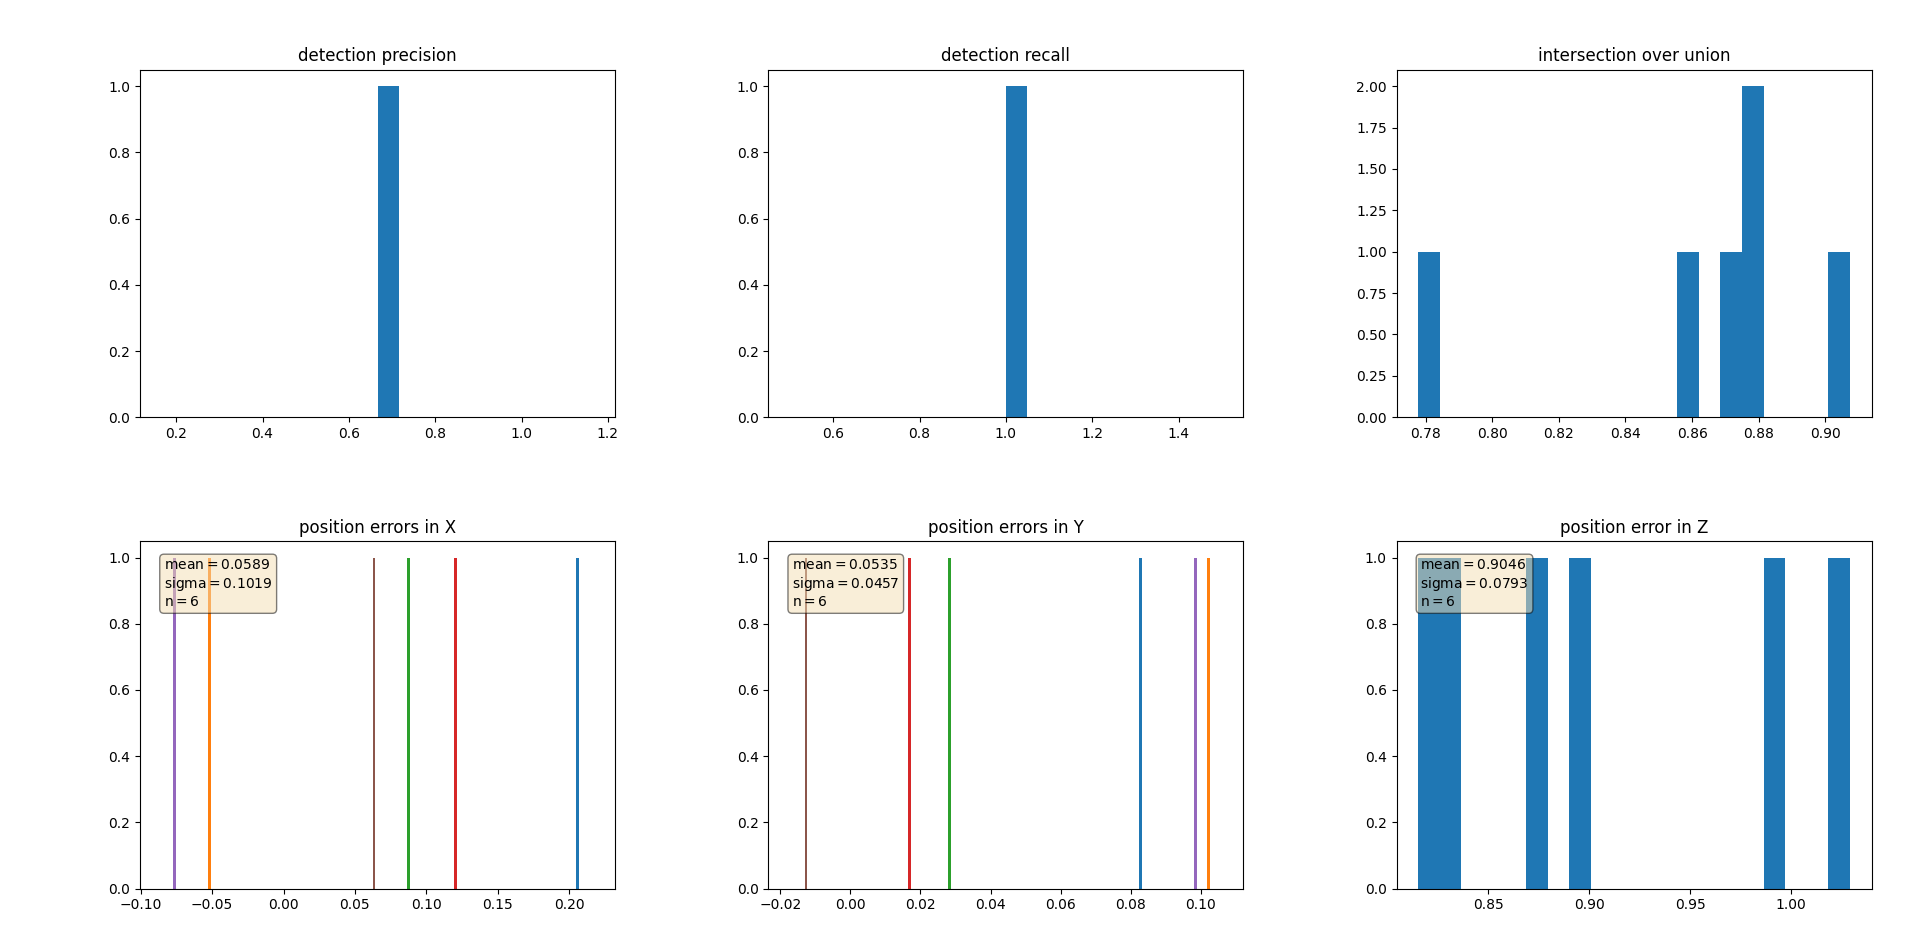 detection precision
1.0
0.8
0.6
0.4
0.2
0.0
0.2 0.4 0.6 0.8 1.0 1.2
detection recall
1.0
0.8
0.6
0.4
0.2
0.0
0.6 0.8 1.0 1.2 1.4
intersection over union
2.00
1.75
1.50
1.25
1.00
0.75
0.50
0.25
0.00
0.78 0.80 0.82 0.84 0.86 0.88 0.90
position errors in X
mean = 0.0589
sigma = 0.1019
n = 6
1.0
0.8
0.6
0.4
0.2
0.0
−0.10 −0.05 0.00 0.05 0.10 0.15 0.20
position errors in Y
mean = 0.0535
sigma = 0.0457
n = 6
1.0
0.8
0.6
0.4
0.2
0.0
−0.02 0.00 0.02 0.04 0.06 0.08 0.10
position error in Z
mean = 0.9046
sigma = 0.0793
n = 6
1.0
0.8
0.6
0.4
0.2
0.0
0.85 0.90 0.95 1.00